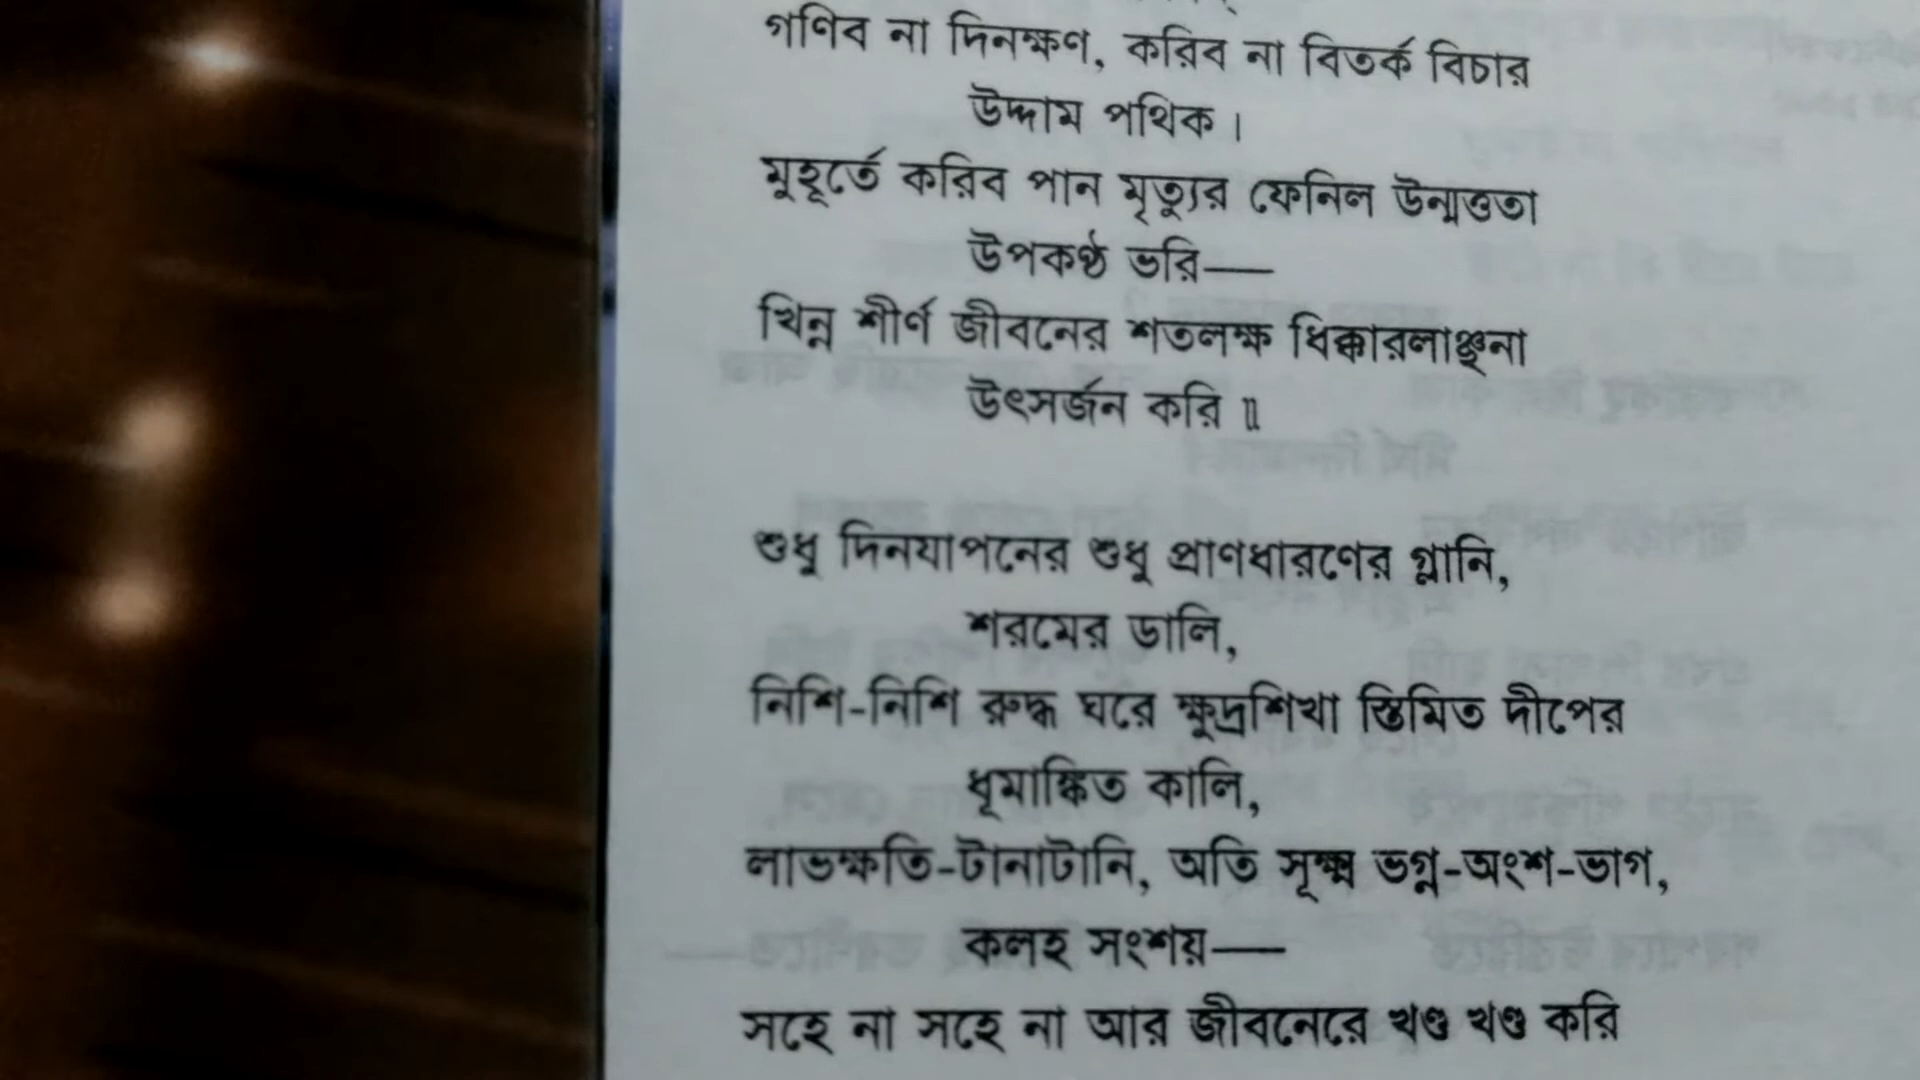 গণিব না দিনক্ষণ, করিব না বিতর্ক বিচার
উদ্দাম পথিক।
মুহূর্তে করিব পান মৃত্যুর ফেনিল উন্মত্ততা
উপকণ্ঠ ভরি—
খিন্ন শীর্ণ জীবনের শতলক্ষ ধিক্কারলাঞ্ছনা
উৎসর্জন করি॥
শুধু দিনযাপনের শুধু প্রাণধারণের গ্লানি,
শরমের ডালি,
নিশি-নিশি রুদ্ধ ঘরে ক্ষুদ্রশিখা স্তিমিত দীপের
ধূমাঙ্কিত কালি,
লাভক্ষতি-টানাটানি, অতি সূক্ষ্ম ভগ্ন-অংশ-ভাগ,
কলহ সংশয়—
সহে না সহে না আর জীবনেরে খণ্ড খণ্ড করি